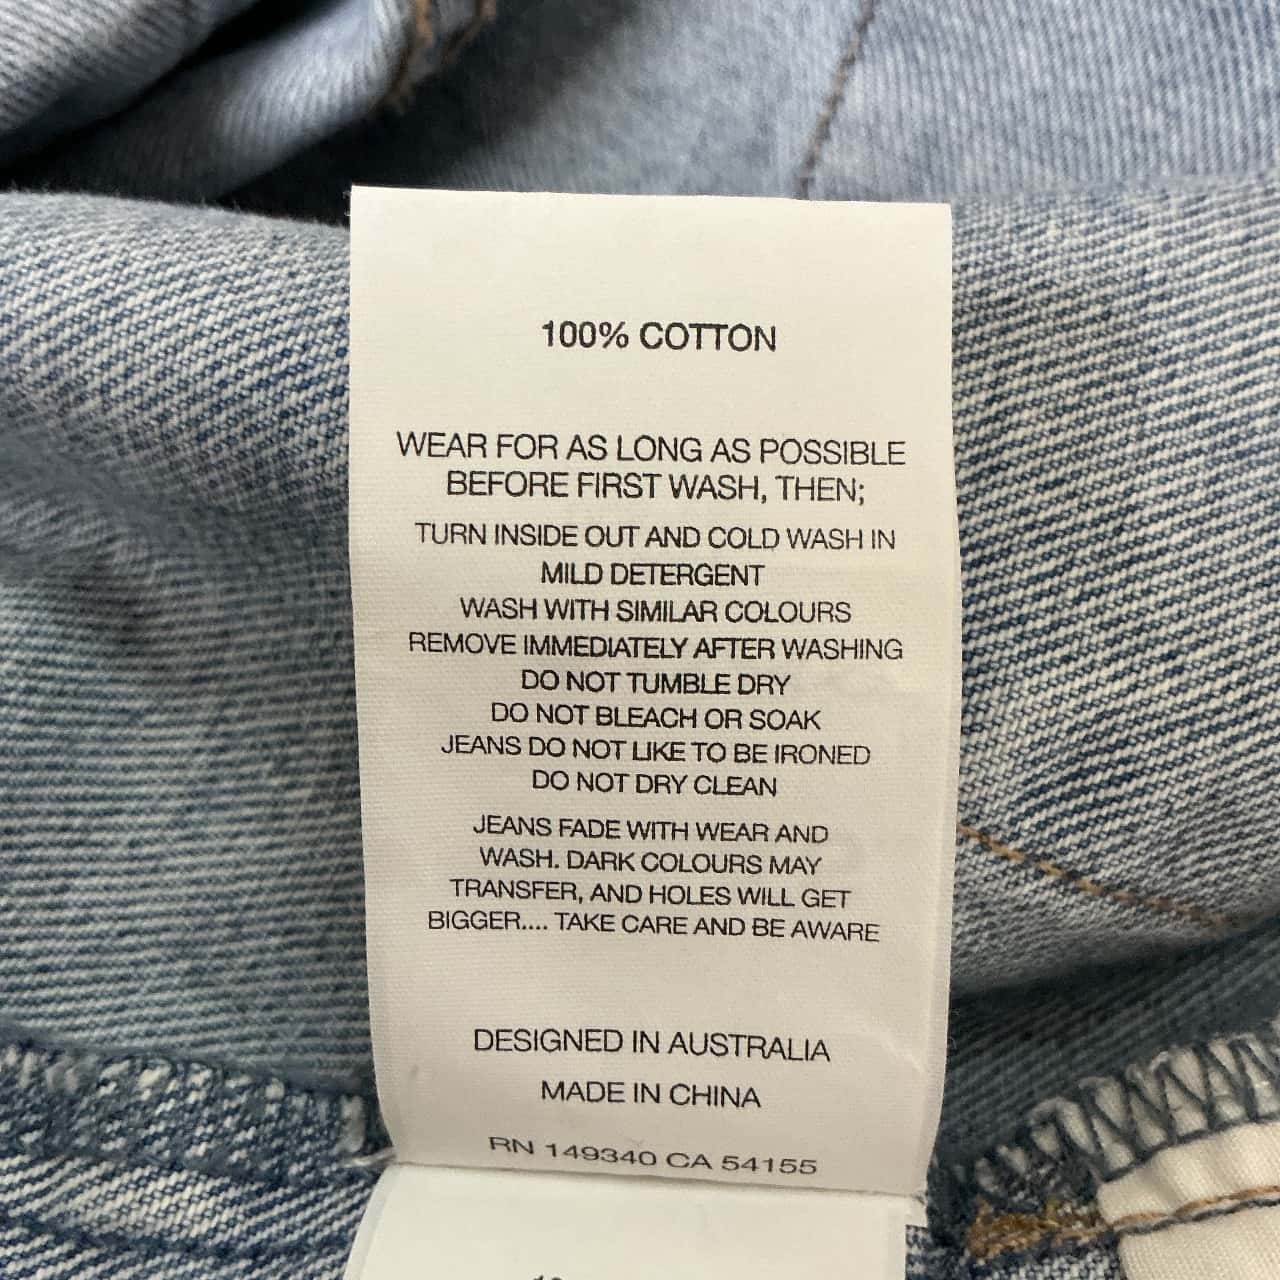 100% COTTON
WEAR FOR AS LONG AS POSSIBLE
BEFORE FIRST WASH, THEN;
TURN INSIDE OUT AND COLD WASH IN
MILD DETERGENT
WASH WITH SIMILAR COLOURS
REMOVE IMMEDIATELY AFTER WASHING
DO NOT TUMBLE DRY
DO NOT BLEACH OR SOAK
JEANS DO NOT LIKE TO BE IRONED
DO NOT DRY CLEAN
JEANS FADE WITH WEAR AND
WASH. DARK COLOURS MAY
TRANSFER, AND HOLES WILL GET
BIGGER.... TAKE CARE AND BE AWARE
DESIGNED IN AUSTRALIA
MADE IN CHINA
RN 149340 CA 54155